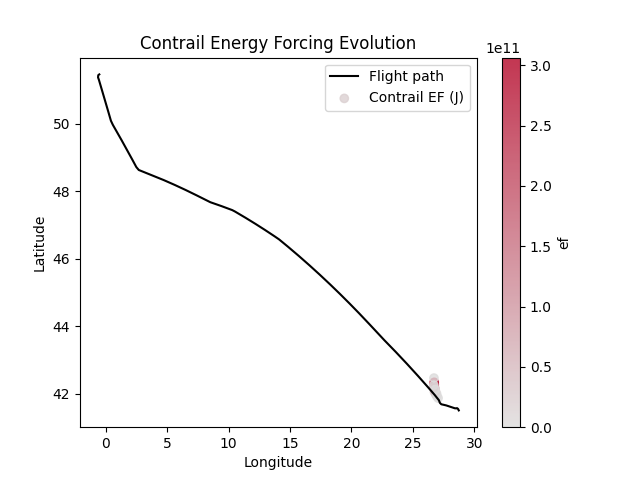 Contrail Energy Forcing Evolution
1e11
Flight path
Contrail EF (J)
3.0
2.5
2.0
1.5
1.0
0.5
0.0
ef
50
48
46
44
42
Latitude
0 5 10 15 20 25 30
Longitude